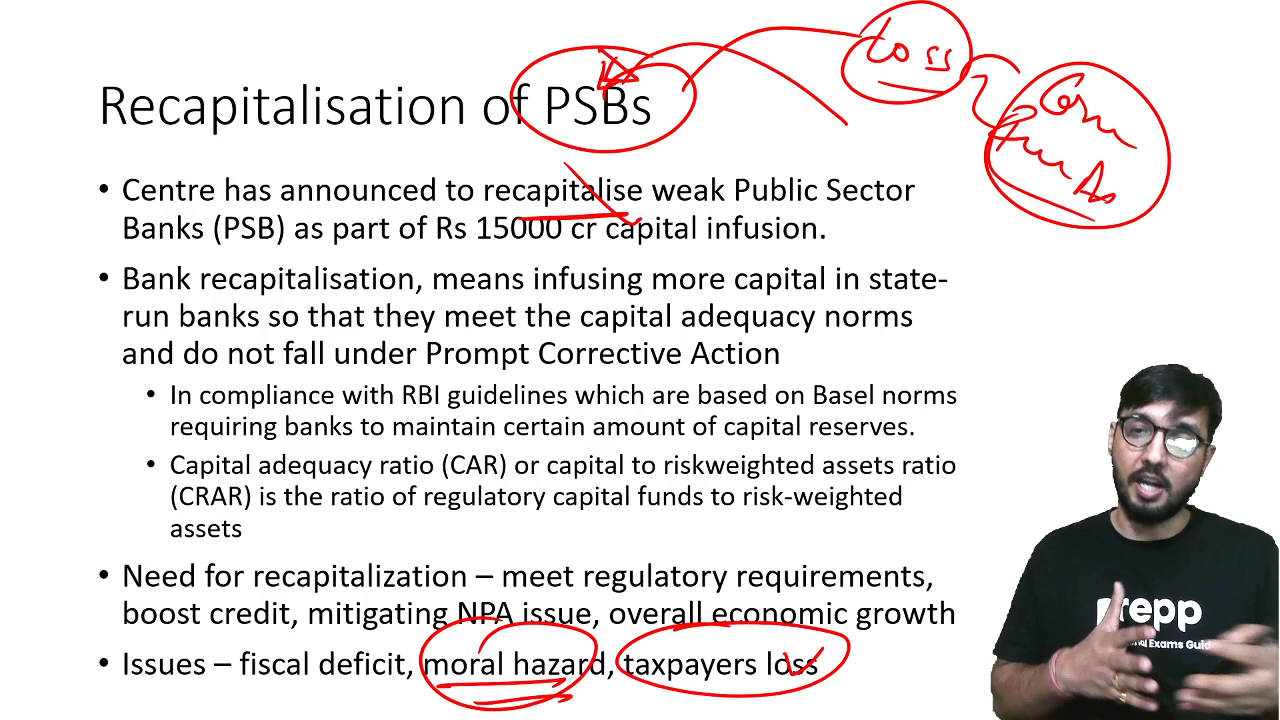 Loss
Recapitalisation of PSBs
• Centre has announced to recapitalise weak Public Sector
Banks (PSB) as part of Rs 15000 cr capital infusion.
• Bank recapitalisation, means infusing more capital in state-
run banks so that they meet the capital adequacy norms
and do not fall under Prompt Corrective Action
• In compliance with RBI guidelines which are based on Basel norms
requiring banks to maintain certain amount of capital reserves.
• Capital adequacy ratio (CAR) or capital to riskweighted assets ratio
(CRAR) is the ratio of regulatory capital funds to risk-weighted
assets
• Need for recapitalization – meet regulatory requirements,
boost credit, mitigating NPA issue, overall economic growth
• Issues – fiscal deficit, moral hazard, taxpayers loss
prepp